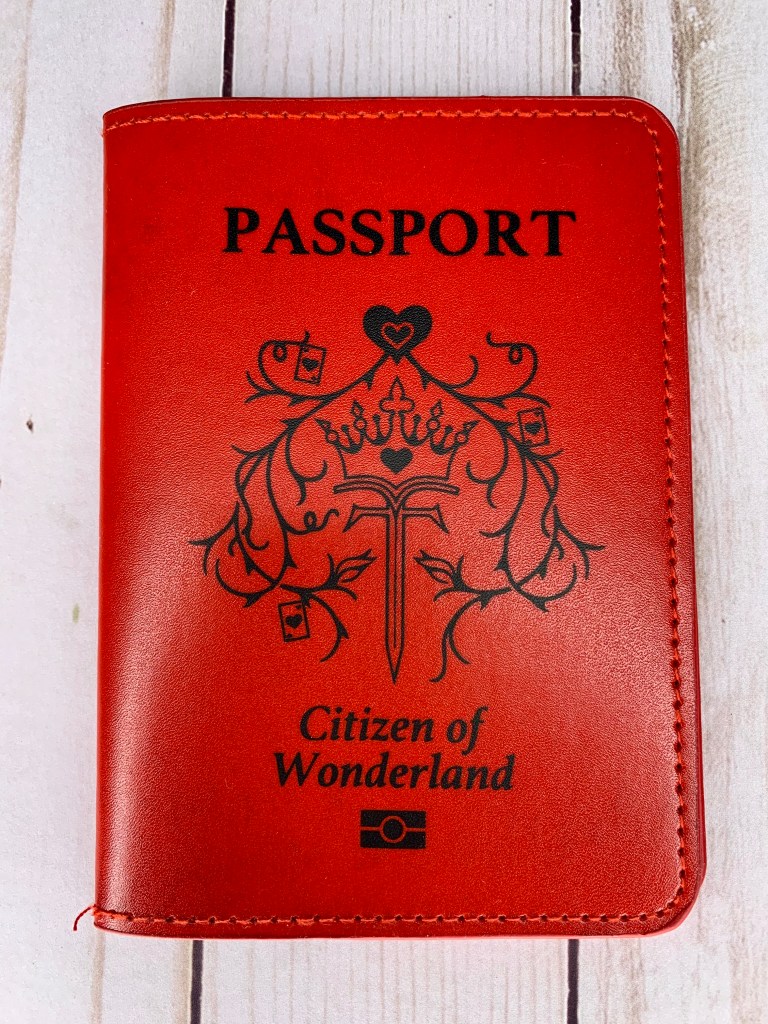 PASSPORT
Citizen of
Wonderland